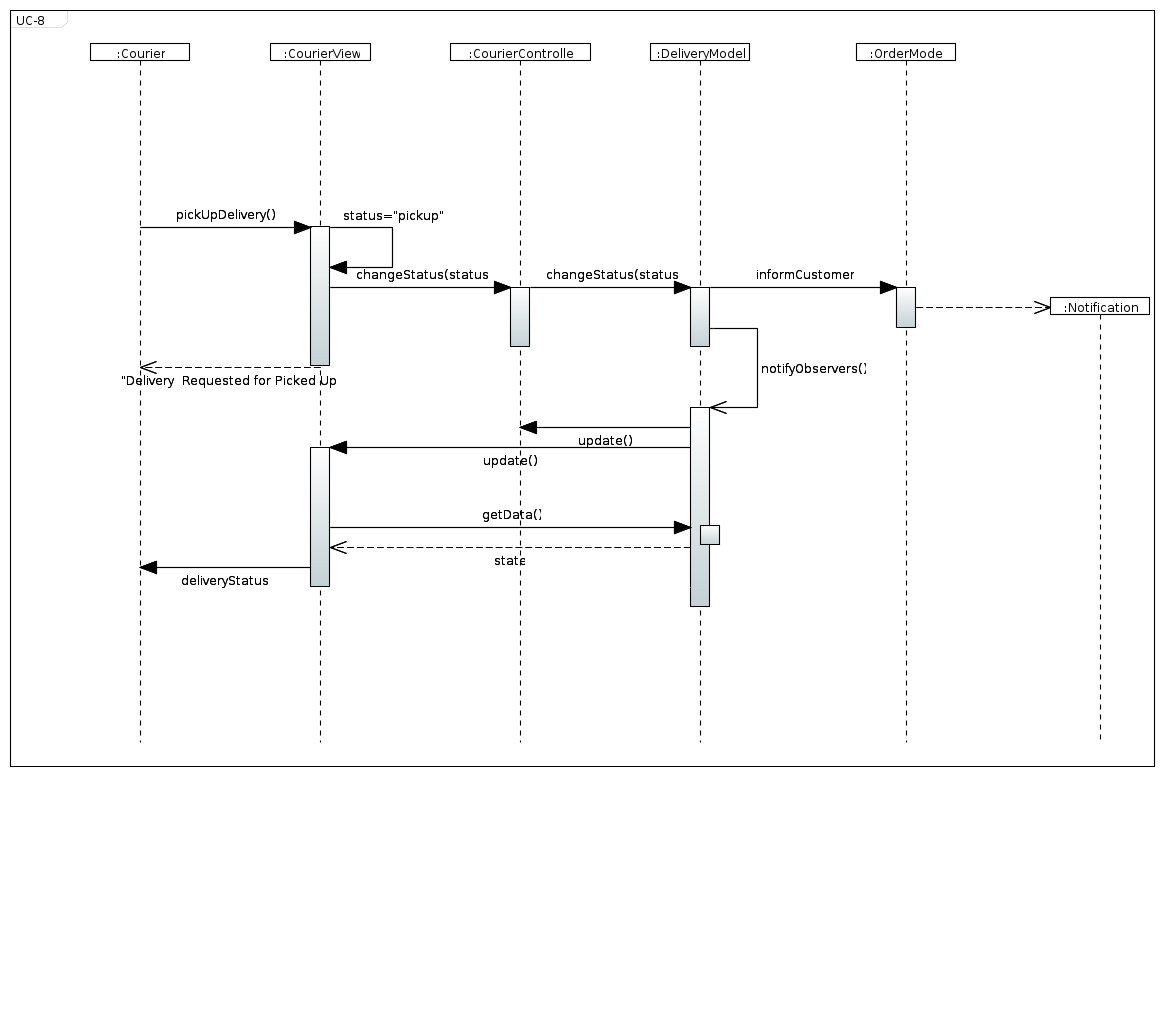 UC-8
:Courier
:CourierView
:CourierControlle
:DeliveryModel
:OrderMode
pickUpDelivery()
status="pickup"
changeStatus(status
changeStatus(status
informCustomer
:Notification
notifyObservers()
"Delivery Requested for Picked Up
update()
update()
getData()
state
deliveryStatus